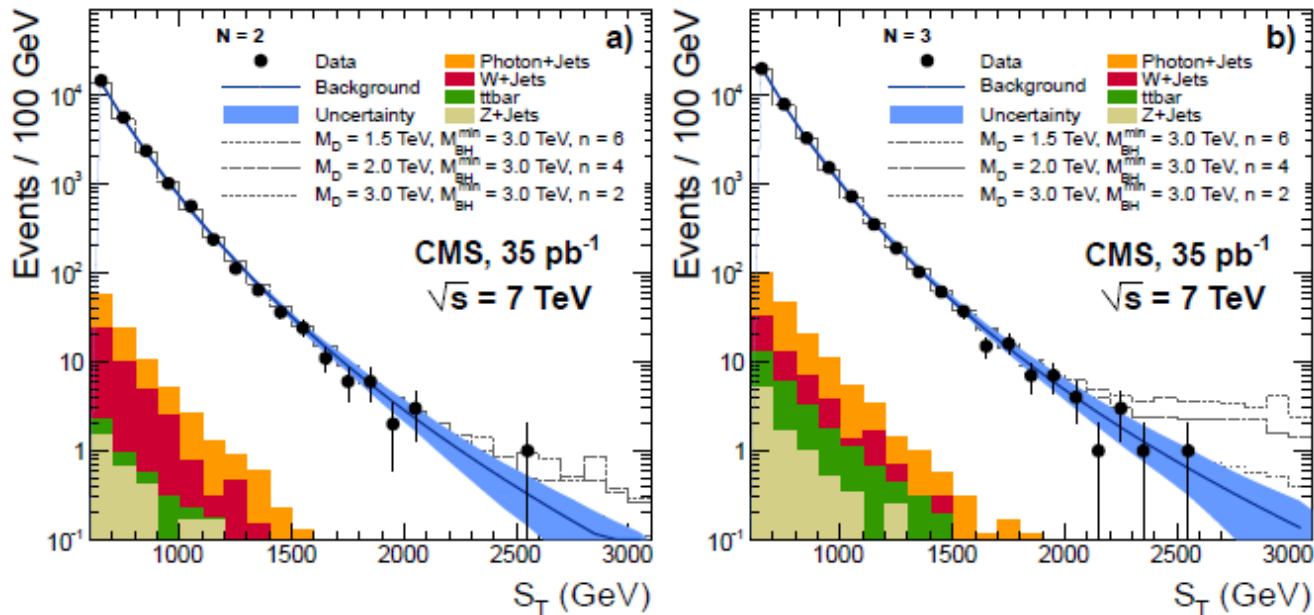 N = 2
a)
Data
Background
Uncertainty
Photon+Jets
W+Jets
ttbar
Z+Jets
M_D = 1.5 TeV, M_BH^min = 3.0 TeV, n = 6
M_D = 2.0 TeV, M_BH^min = 3.0 TeV, n = 4
M_D = 3.0 TeV, M_BH^min = 3.0 TeV, n = 2
CMS, 35 pb^-1
√s = 7 TeV
Events / 100 GeV
10^4
10^3
10^2
10
1
10^-1
1000 1500 2000 2500 3000
S_T (GeV)
N = 3
b)
Data
Background
Uncertainty
Photon+Jets
W+Jets
ttbar
Z+Jets
M_D = 1.5 TeV, M_BH^min = 3.0 TeV, n = 6
M_D = 2.0 TeV, M_BH^min = 3.0 TeV, n = 4
M_D = 3.0 TeV, M_BH^min = 3.0 TeV, n = 2
CMS, 35 pb^-1
√s = 7 TeV
Events / 100 GeV
10^4
10^3
10^2
10
1
10^-1
1000 1500 2000 2500 3000
S_T (GeV)